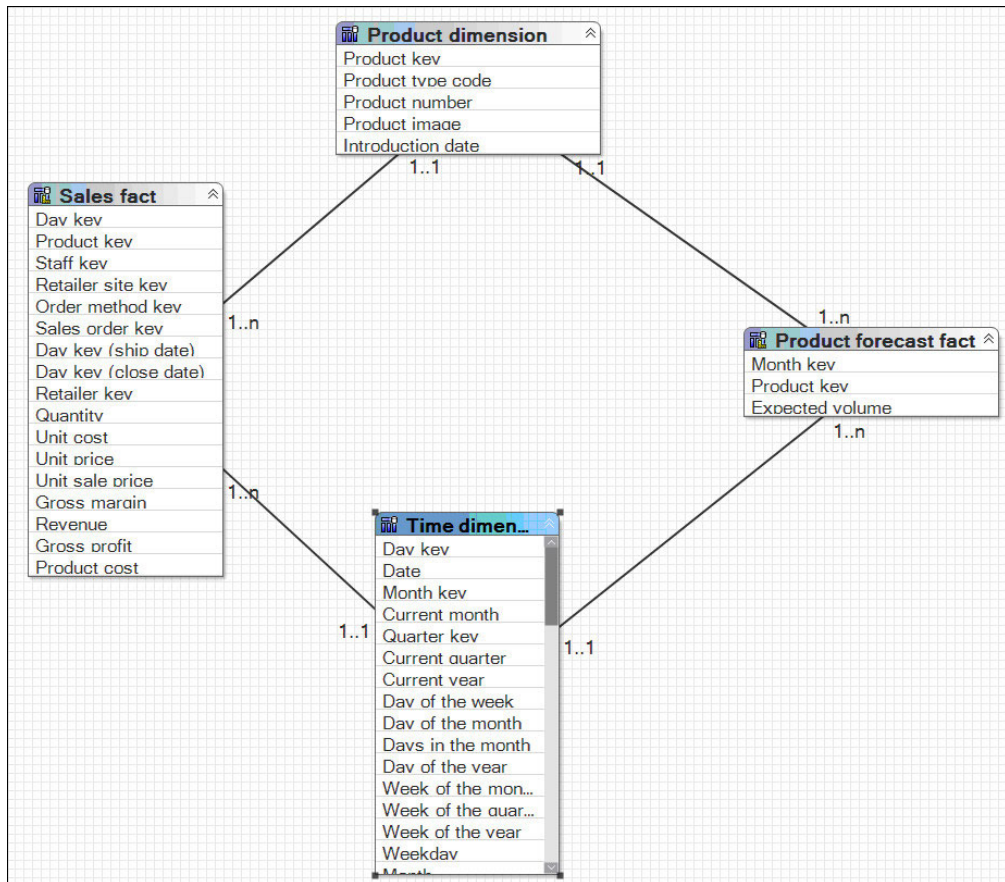 Product dimension
Product key
Product type code
Product number
Product image
Introduction date
1..1
1..1
Sales fact
Day key
Product key
Staff key
Retailer site key
Order method key
Sales order key
Day key (ship date)
Day key (close date)
Retailer key
Quantity
Unit cost
Unit price
Unit sale price
Gross margin
Revenue
Gross profit
Product cost
1..n
1..n
1..n
Product forecast fact
Month key
Product key
Expected volume
1..n
Time dimen...
Day key
Date
Month key
Current month
Quarter key
Current quarter
Current year
Day of the week
Day of the month
Days in the month
Day of the year
Week of the mon...
Week of the quar...
Week of the year
Weekday
Month
1..1
1..1